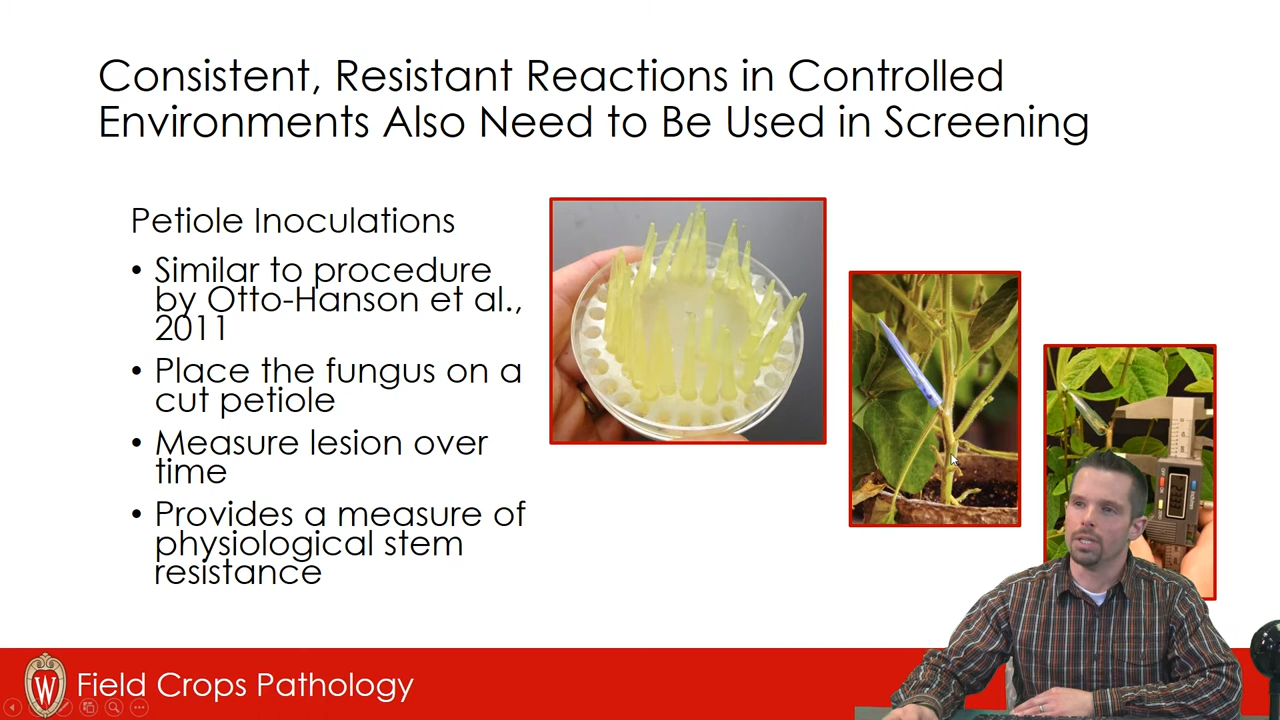 Consistent, Resistant Reactions in Controlled
Environments Also Need to Be Used in Screening
Petiole Inoculations
• Similar to procedure
by Otto-Hanson et al.,
2011
• Place the fungus on a
cut petiole
• Measure lesion over
time
• Provides a measure of
physiological stem
resistance
W
Field Crops Pathology